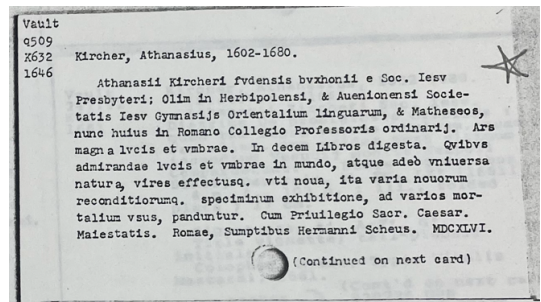 Vault
q509
K632 Kircher, Athanasius, 1602-1680.
1646
Athanasii Kircheri fvdensis bvxhonii e Soc. Iesv
Presbyteri; Olim in Herbipolensi, & Auenionensi Socie-
tatis Iesv Gymnasijs Orientalium linguarum, & Matheseos,
nunc huius in Romano Collegio Professoris ordinarij. Ars
magna lvcis et vmbrae. In decem Libros digesta. Qvibvs
admirandae lvcis et vmbrae in mundo, atque adeò vniuersa
natura, vires effectusq. vti noua, ita varia nouorum
reconditiorumq. speciminum exhibitione, ad varios mor-
talium vsus, panduntur. Cum Priuilegio Sacr. Caesar.
Maiestatis. Romae, Sumptibus Hermanni Scheus. MDCXLVI.
(Continued on next card)